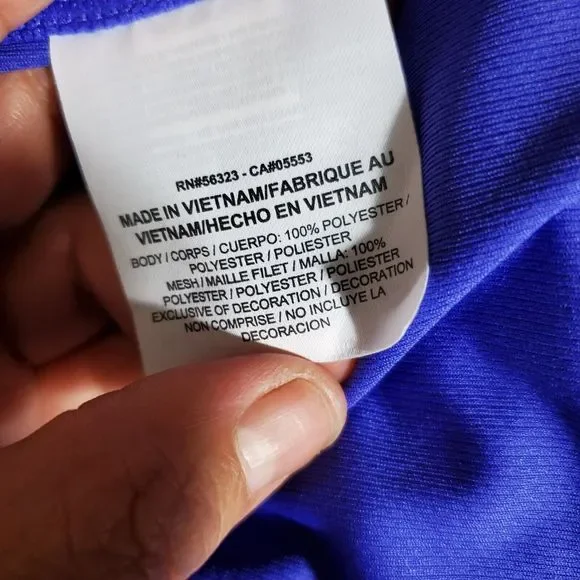 RN#56323 - CA#05553
MADE IN VIETNAM/FABRIQUE AU
VIETNAM/HECHO EN VIETNAM
BODY / CORPS / CUERPO: 100% POLYESTER /
POLYESTER / POLIESTER
MESH / MAILLE FILET / MALLA: 100%
POLYESTER / POLYESTER / POLIESTER
EXCLUSIVE OF DECORATION / DECORATION
NON COMPRISE / NO INCLUYE LA
DECORACION